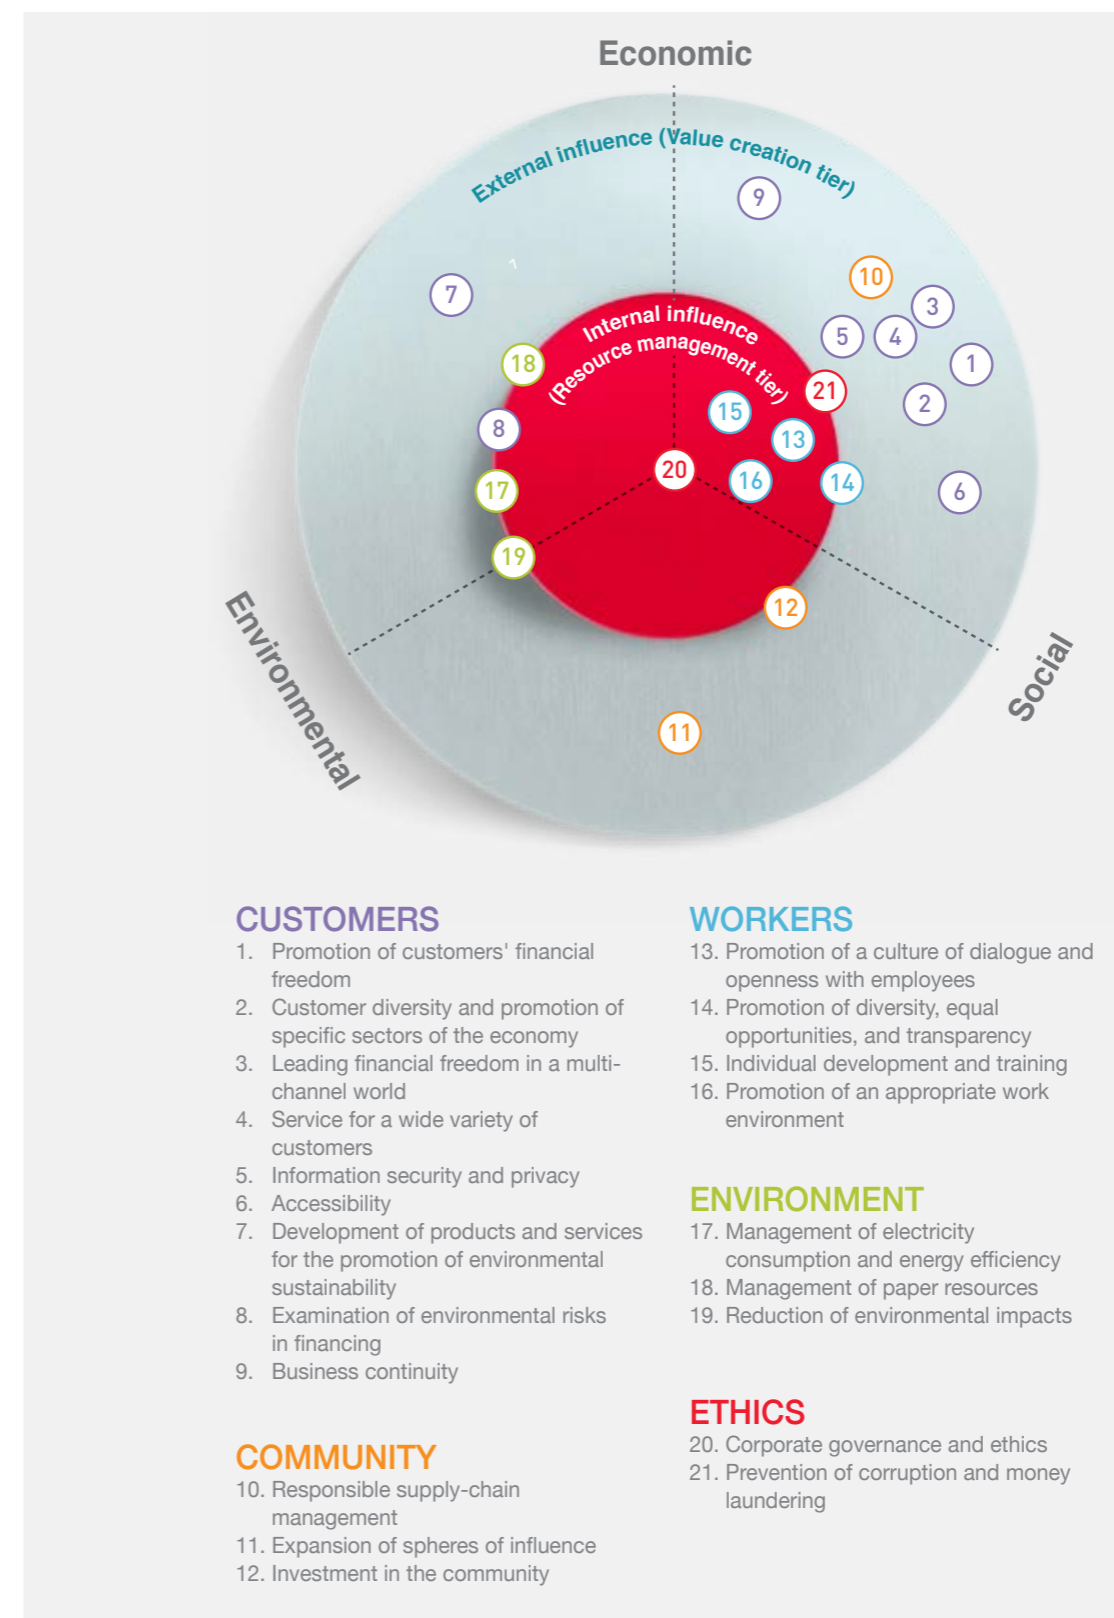 Economic
External influence (Value creation tier)
9
7
10
7
3
5
4
Internal influence
(Resource management tier)
18
1
21
2
15
8
13
20
16
14
17
6
19
12
Environmental
Social
11
CUSTOMERS
1. Promotion of customers' financial
freedom
2. Customer diversity and promotion of
specific sectors of the economy
3. Leading financial freedom in a multi-
channel world
4. Service for a wide variety of
customers
5. Information security and privacy
6. Accessibility
7. Development of products and services
for the promotion of environmental
sustainability
8. Examination of environmental risks
in financing
9. Business continuity
COMMUNITY
10. Responsible supply-chain
management
11. Expansion of spheres of influence
12. Investment in the community
WORKERS
13. Promotion of a culture of dialogue and
openness with employees
14. Promotion of diversity, equal
opportunities, and transparency
15. Individual development and training
16. Promotion of an appropriate work
environment
ENVIRONMENT
17. Management of electricity
consumption and energy efficiency
18. Management of paper resources
19. Reduction of environmental impacts
ETHICS
20. Corporate governance and ethics
21. Prevention of corruption and money
laundering